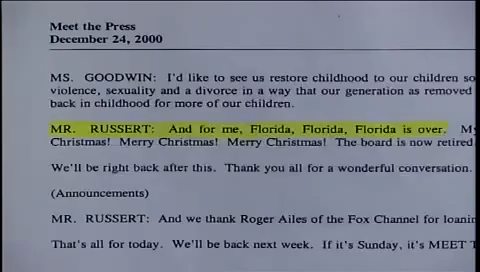 Meet the Press
December 24, 2000
MS. GOODWIN: I'd like to see us restore childhood to our children so
violence, sexuality and a divorce in a way that our generation as removed
back in childhood for more of our children.
MR. RUSSERT: And for me, Florida, Florida, Florida is over. My
Christmas! Merry Christmas! Merry Christmas! The board is now retired
We'll be right back after this. Thank you all for a wonderful conversation.
(Announcements)
MR. RUSSERT: And we thank Roger Ailes of the Fox Channel for loanin
That's all for today. We'll be back next week. If it's Sunday, it's MEET T